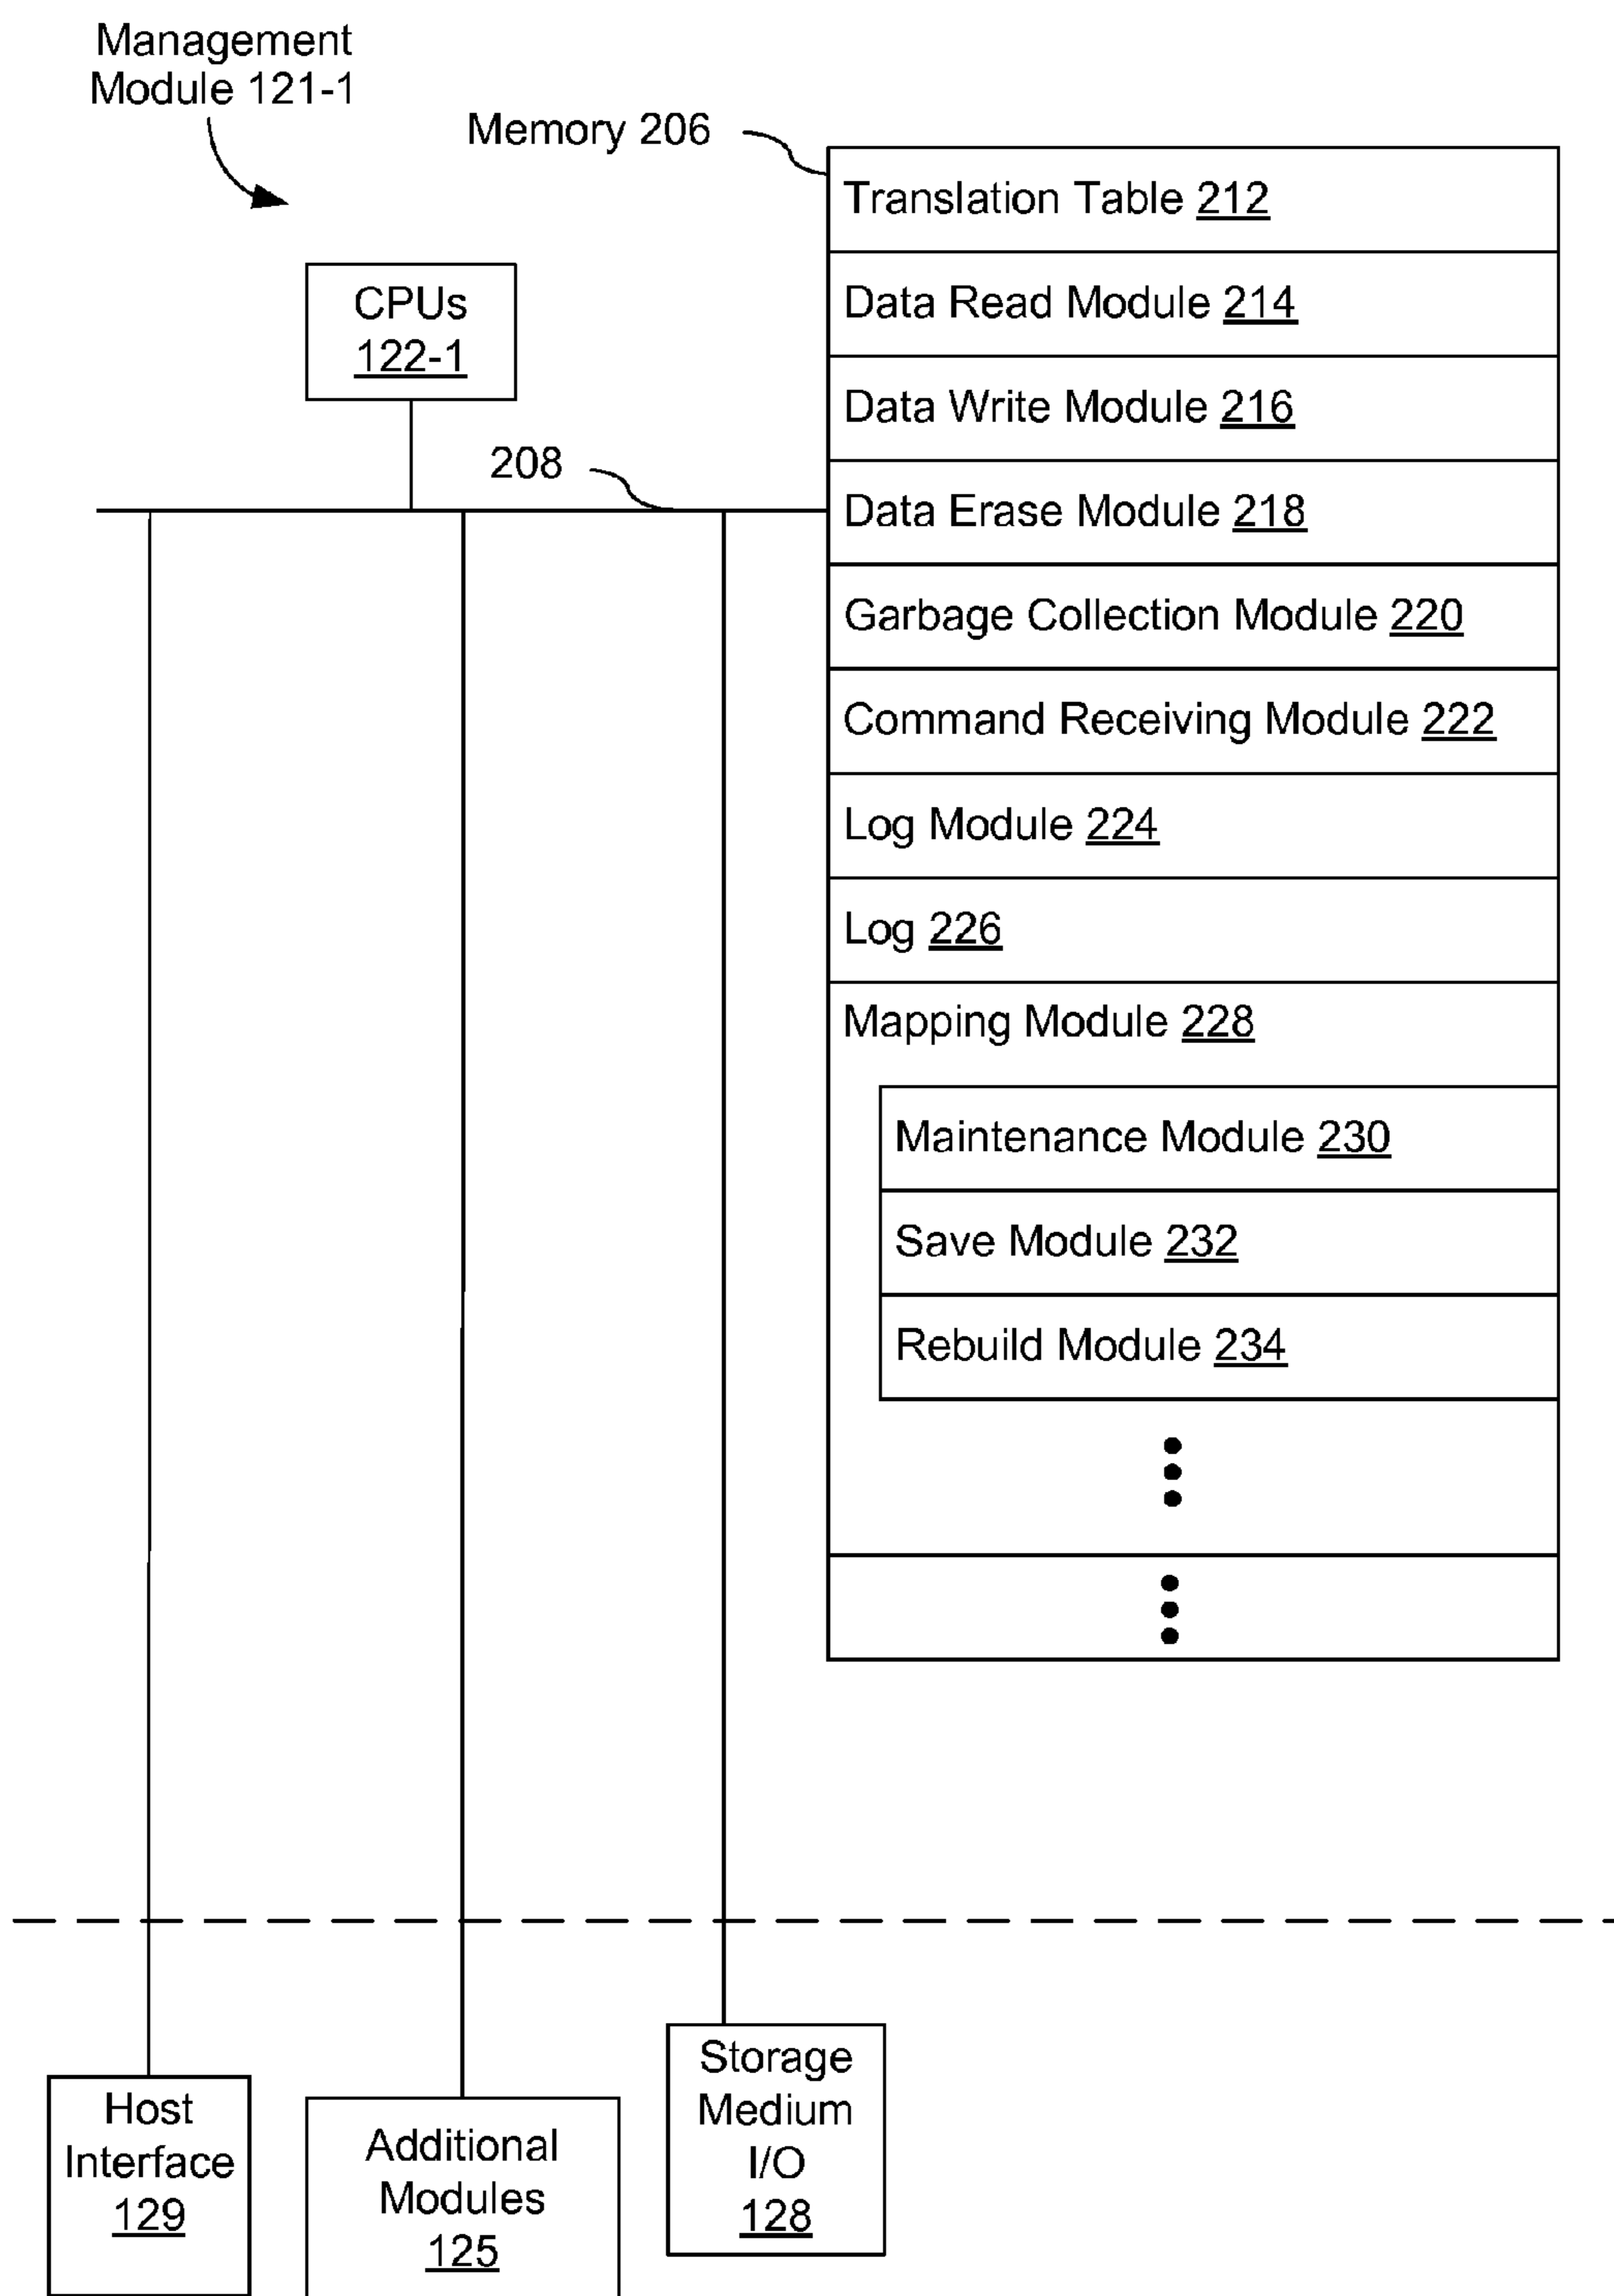 Management
Module 121-1
Memory 206
Translation Table 212
CPUs
122-1
Data Read Module 214
Data Write Module 216
208
Data Erase Module 218
Garbage Collection Module 220
Command Receiving Module 222
Log Module 224
Log 226
Mapping Module 228
Maintenance Module 230
Save Module 232
Rebuild Module 234
Host
Interface
129
Additional
Modules
125
Storage
Medium
I/O
128